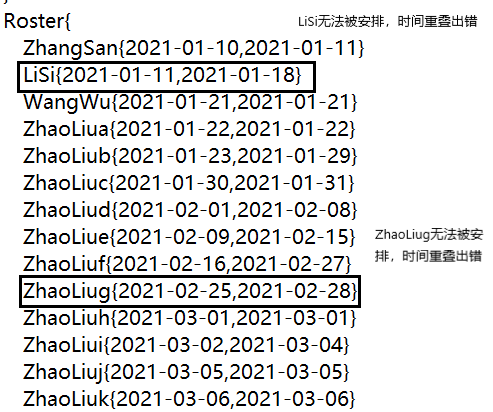 Roster{
LiSi无法被安排，时间重叠出错
ZhangSan{2021-01-10,2021-01-11}
LiSi{2021-01-11,2021-01-18}
WangWu{2021-01-21,2021-01-21}
ZhaoLiua{2021-01-22,2021-01-22}
ZhaoLiub{2021-01-23,2021-01-29}
ZhaoLiuc{2021-01-30,2021-01-31}
ZhaoLiud{2021-02-01,2021-02-08}
ZhaoLiue{2021-02-09,2021-02-15}
ZhaoLiuf{2021-02-16,2021-02-27}
ZhaoLiug{2021-02-25,2021-02-28}
ZhaoLiug无法被安
排，时间重叠出错
ZhaoLiuh{2021-03-01,2021-03-01}
ZhaoLiui{2021-03-02,2021-03-04}
ZhaoLiuj{2021-03-05,2021-03-05}
ZhaoLiuk{2021-03-06,2021-03-06}